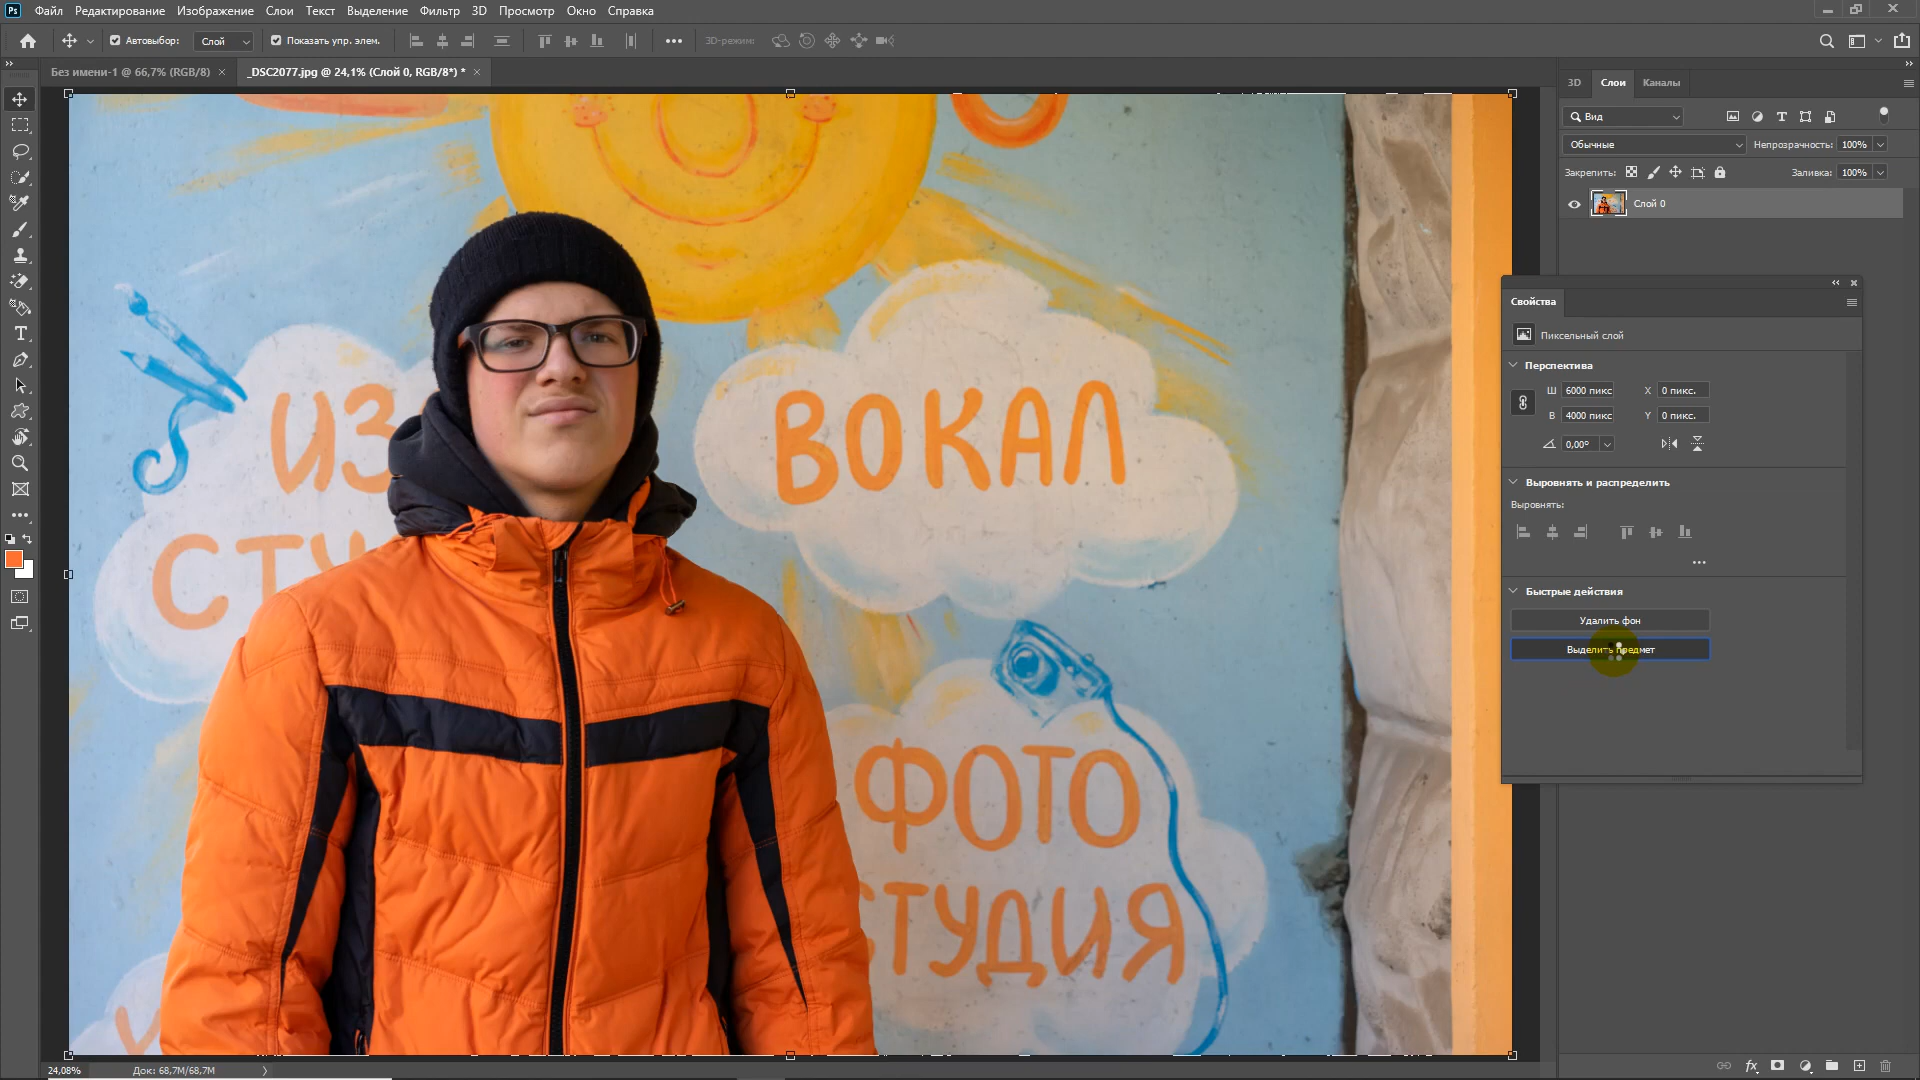 Ps Файл Редактирование Изображение Слои Текст Выделение Фильтр 3D Просмотр Окно Справка
Автовыбор: Слой Показать упр. элем. 3D-режим:
Без имени-1 @ 66,7% (RGB/8) × _DSC2077.jpg @ 24,1% (Слой 0, RGB/8*) * ×
3D Слои Каналы
Вид
Обычные Непрозрачность: 100%
Закрепить: Заливка: 100%
Слой 0
Свойства
Пиксельный слой
Перспектива
Ш 6000 пикс X 0 пикс.
В 4000 пикс Y 0 пикс.
0,00°
Выровнять и распределить
Выровнять:
Быстрые действия
Удалить фон
Выделить предмет
ИЗ
СТУ
ВОКАЛ
ФОТО
СТУДИЯ
24,08% Док: 68,7M/68,7M
fx